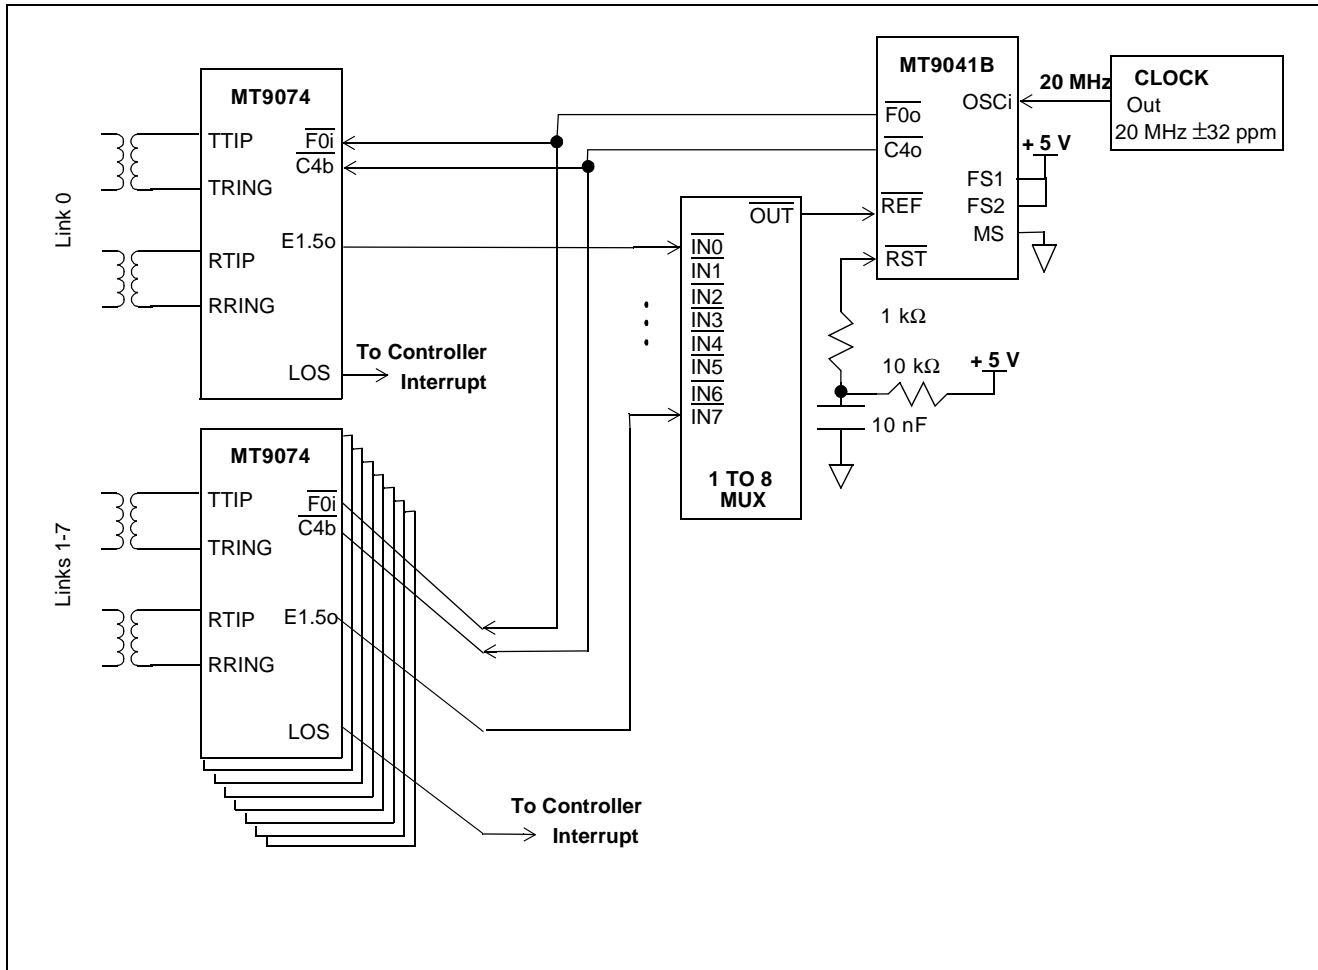 MT9074
TTIP
F0i
C4b
TRING
Link 0
E1.5o
RTIP
RRING
LOS
To Controller
Interrupt
MT9041B
20 MHz
OSCi
CLOCK
Out
20 MHz ±32 ppm
F0o
C4o
+ 5 V
FS1
FS2
MS
REF
RST
OUT
IN0
IN1
IN2
IN3
IN4
IN5
IN6
IN7
1 TO 8
MUX
1 kΩ
10 kΩ
+ 5 V
10 nF
MT9074
TTIP
F0i
C4b
TRING
Links 1-7
RTIP
E1.5o
RRING
LOS
To Controller
Interrupt